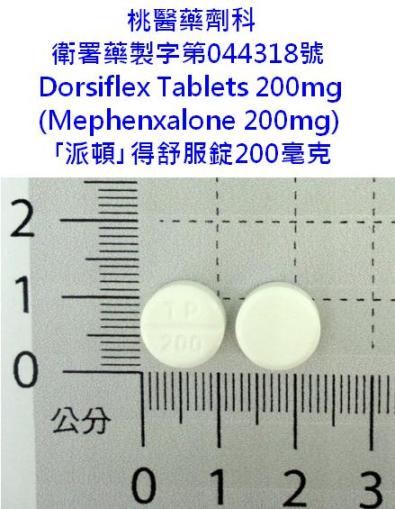 桃醫藥劑科
衛署藥製字第044318號
Dorsiflex Tablets 200mg
(Mephenxalone 200mg)
「派頓」得舒服錠200毫克
2
1
TP
200
0
公分
0 1 2 3